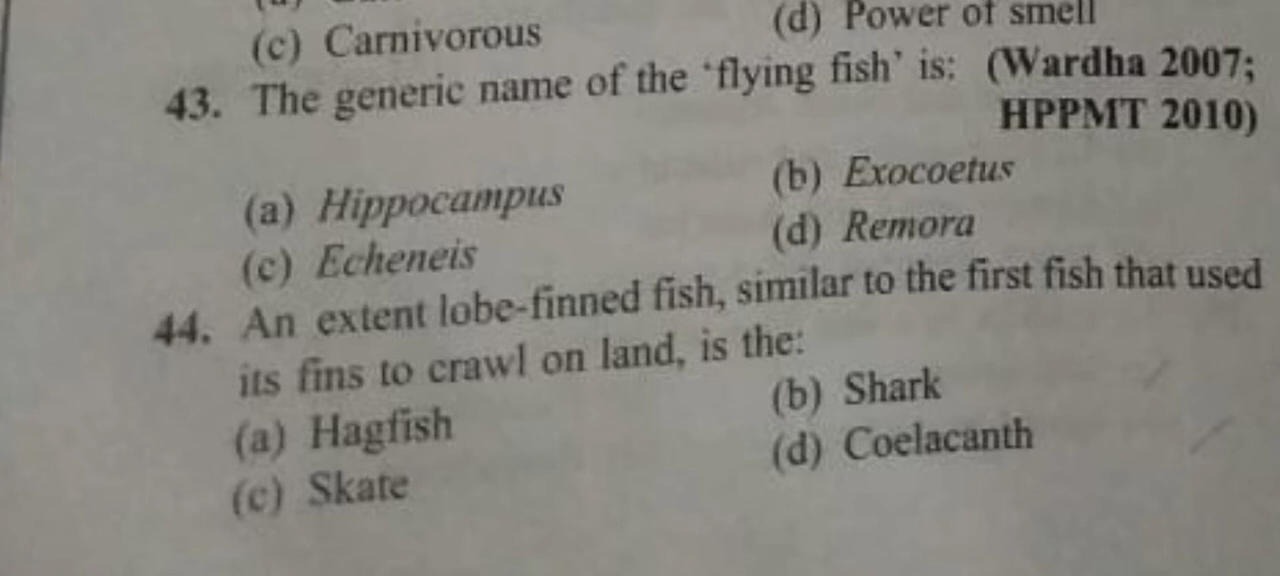 (c) Carnivorous (d) Power of smell
43. The generic name of the ‘flying fish’ is: (Wardha 2007;
HPPMT 2010)
(a) Hippocampus (b) Exocoetus
(c) Echeneis (d) Remora
44. An extent lobe-finned fish, similar to the first fish that used
its fins to crawl on land, is the:
(a) Hagfish (b) Shark
(c) Skate (d) Coelacanth